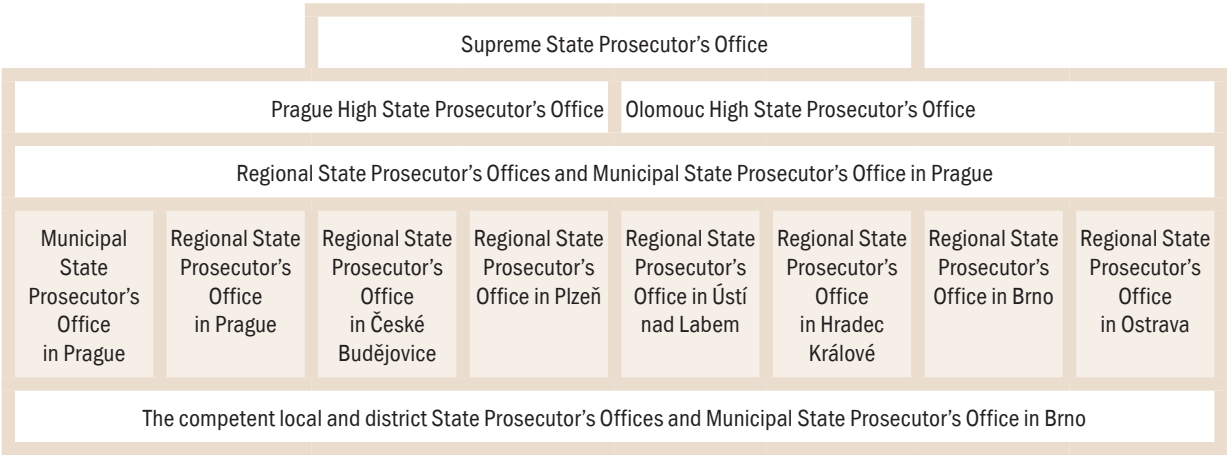 Supreme State Prosecutor’s Office
Prague High State Prosecutor’s Office
Olomouc High State Prosecutor’s Office
Regional State Prosecutor’s Offices and Municipal State Prosecutor’s Office in Prague
Municipal
State
Prosecutor’s
Office
in Prague
Regional State
Prosecutor’s
Office
in Prague
Regional State
Prosecutor’s
Office
in České
Budějovice
Regional State
Prosecutor’s
Office in Plzeň
Regional State
Prosecutor’s
Office in Ústí
nad Labem
Regional State
Prosecutor’s
Office
in Hradec
Králové
Regional State
Prosecutor’s
Office in Brno
Regional State
Prosecutor’s
Office
in Ostrava
The competent local and district State Prosecutor’s Offices and Municipal State Prosecutor’s Office in Brno